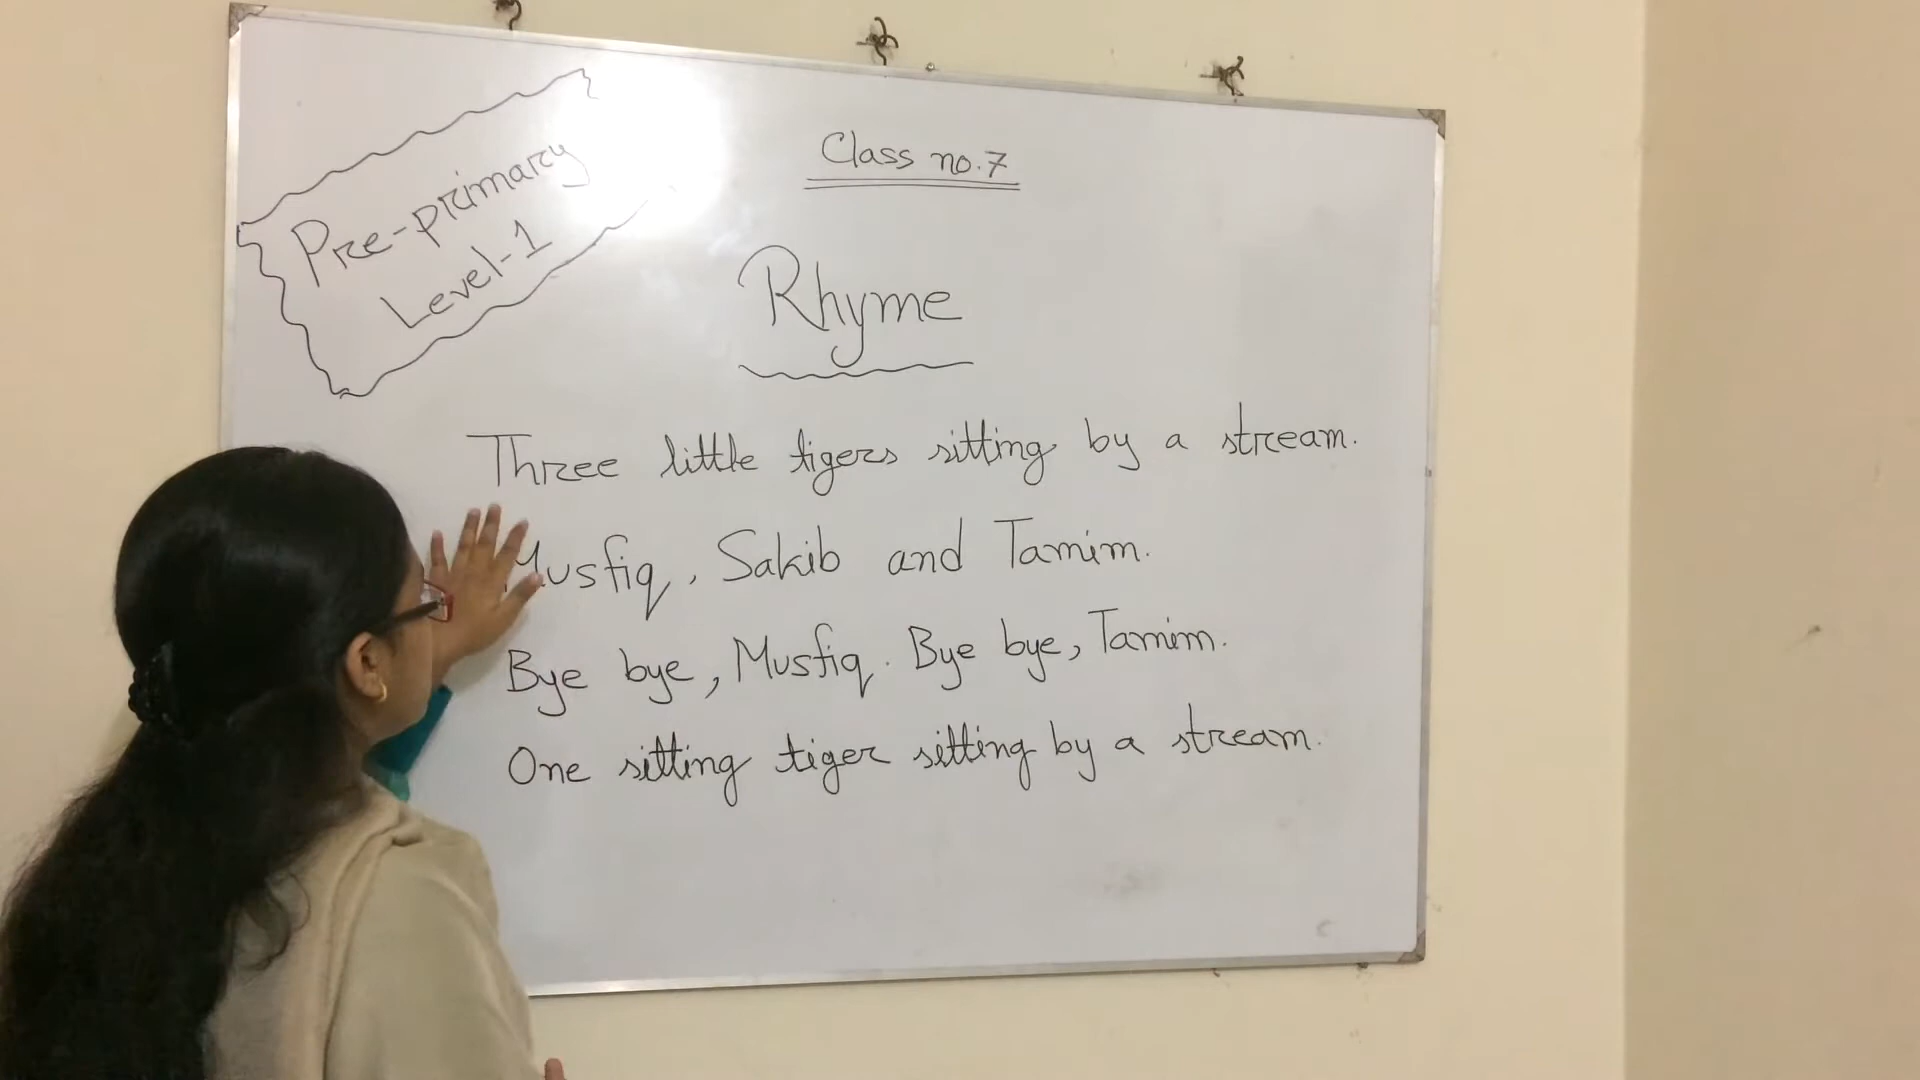 Pre-primary
Level-1
Class no.7
Rhyme
Three little tigers sitting by a stream.
Musfiq, Sakib and Tamim.
Bye bye, Musfiq. Bye bye, Tamim.
One sitting tiger sitting by a stream.